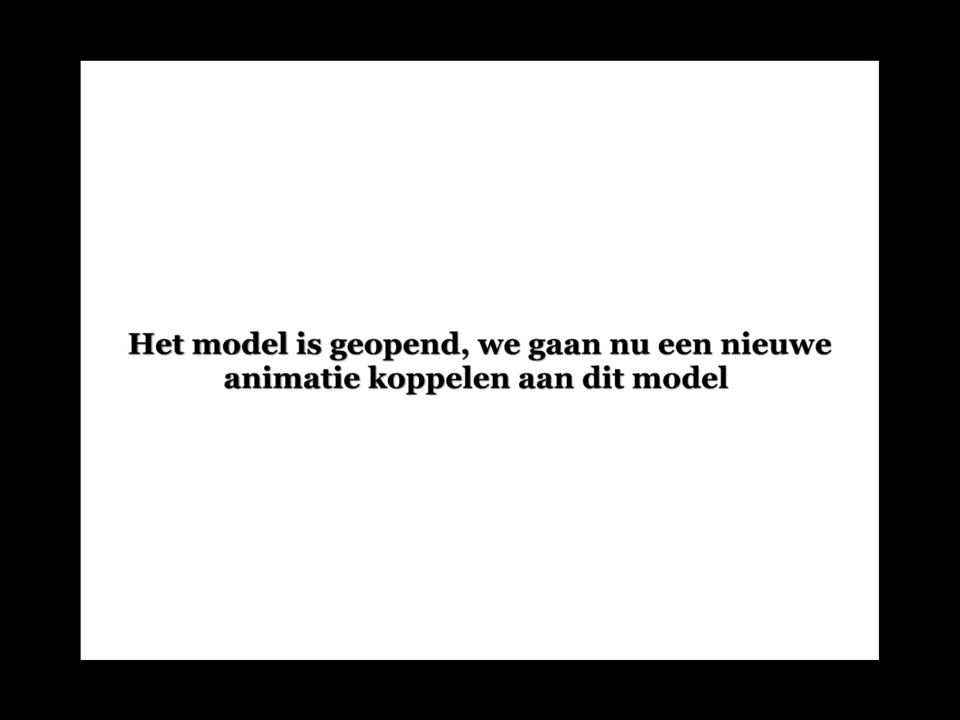 Het model is geopend, we gaan nu een nieuwe
animatie koppelen aan dit model